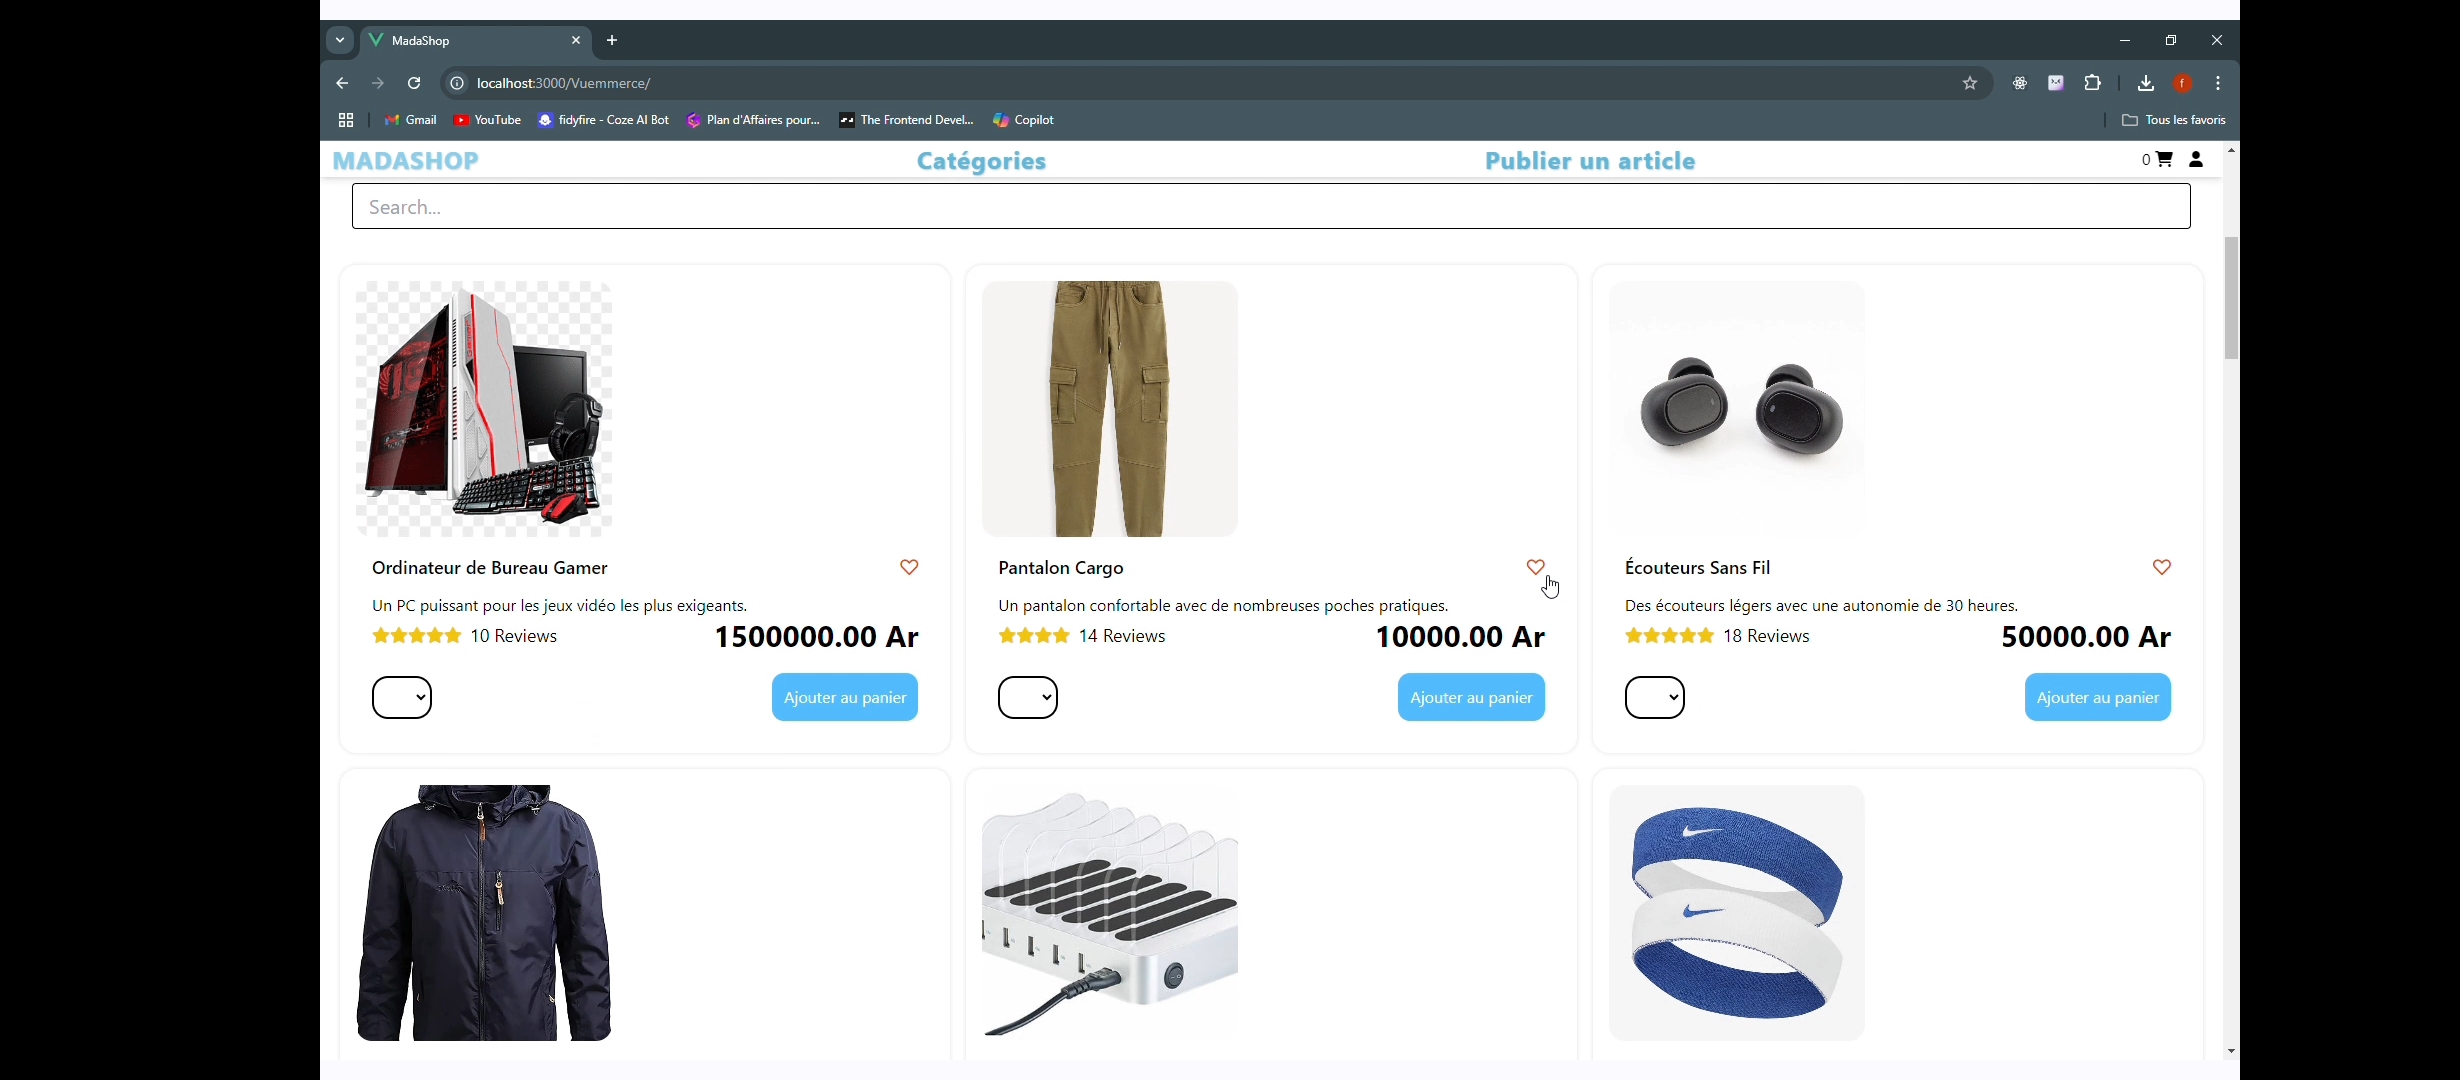 MadaShop
localhost:3000/Vuemmerce/
f
Gmail
YouTube
fidyfire - Coze AI Bot
Plan d'Affaires pour...
The Frontend Devel...
Copilot
Tous les favoris
MADASHOP
Catégories
Publier un article
0
Search...
Ordinateur de Bureau Gamer
Un PC puissant pour les jeux vidéo les plus exigeants.
10 Reviews
1500000.00 Ar
Ajouter au panier
Pantalon Cargo
Un pantalon confortable avec de nombreuses poches pratiques.
14 Reviews
10000.00 Ar
Ajouter au panier
Écouteurs Sans Fil
Des écouteurs légers avec une autonomie de 30 heures.
18 Reviews
50000.00 Ar
Ajouter au panier